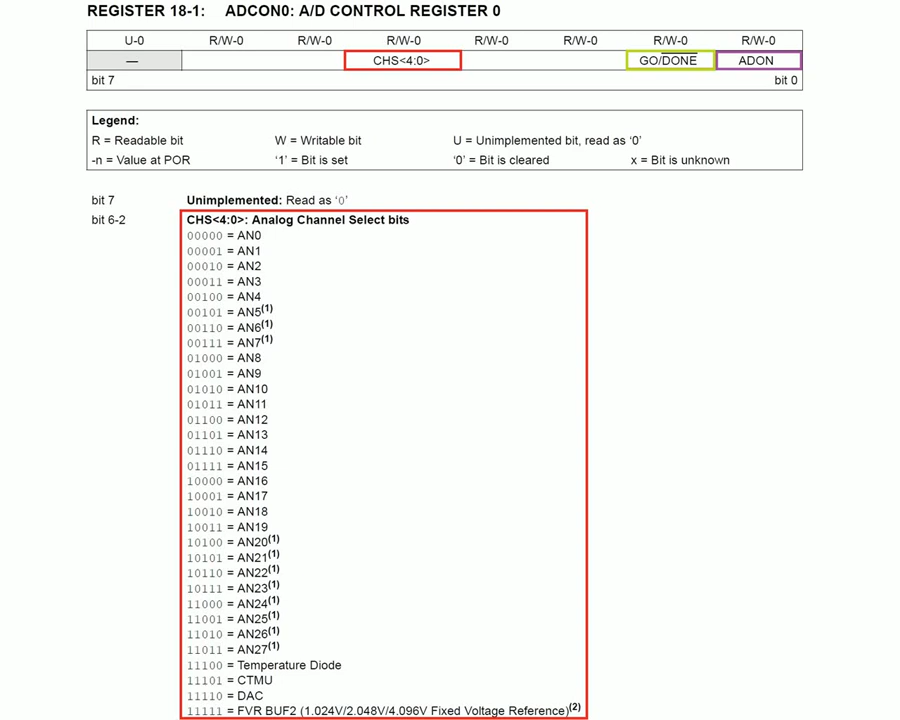 REGISTER 18-1: ADCON0: A/D CONTROL REGISTER 0
U-0 R/W-0 R/W-0 R/W-0 R/W-0 R/W-0 R/W-0 R/W-0
— CHS<4:0> GO/DONE ADON
bit 7 bit 0
Legend:
R = Readable bit W = Writable bit U = Unimplemented bit, read as ‘0’
-n = Value at POR ‘1’ = Bit is set ‘0’ = Bit is cleared x = Bit is unknown
bit 7 Unimplemented: Read as ‘0’
bit 6-2 CHS<4:0>: Analog Channel Select bits
00000 = AN0
00001 = AN1
00010 = AN2
00011 = AN3
00100 = AN4
00101 = AN5(1)
00110 = AN6(1)
00111 = AN7(1)
01000 = AN8
01001 = AN9
01010 = AN10
01011 = AN11
01100 = AN12
01101 = AN13
01110 = AN14
01111 = AN15
10000 = AN16
10001 = AN17
10010 = AN18
10011 = AN19
10100 = AN20(1)
10101 = AN21(1)
10110 = AN22(1)
10111 = AN23(1)
11000 = AN24(1)
11001 = AN25(1)
11010 = AN26(1)
11011 = AN27(1)
11100 = Temperature Diode
11101 = CTMU
11110 = DAC
11111 = FVR BUF2 (1.024V/2.048V/4.096V Fixed Voltage Reference)(2)